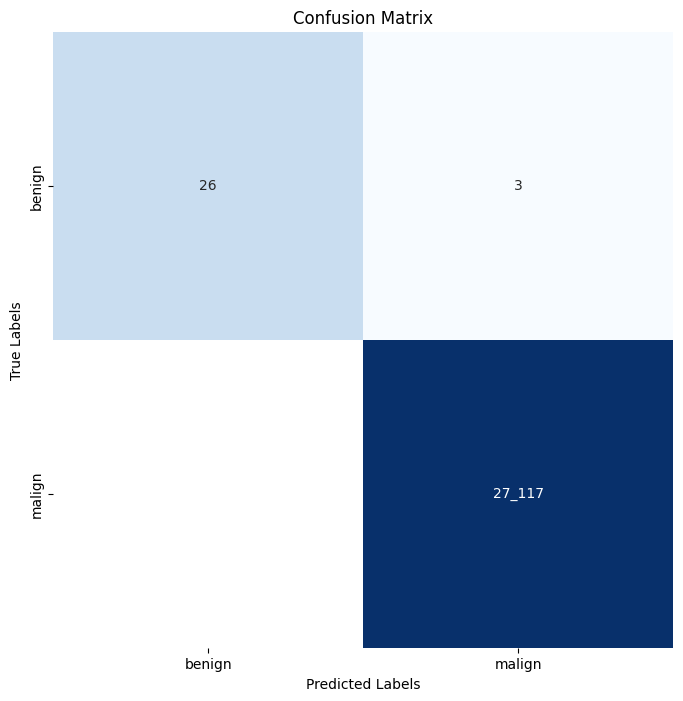 Confusion Matrix
benign
26
3
True Labels
malign
27_117
benign
malign
Predicted Labels